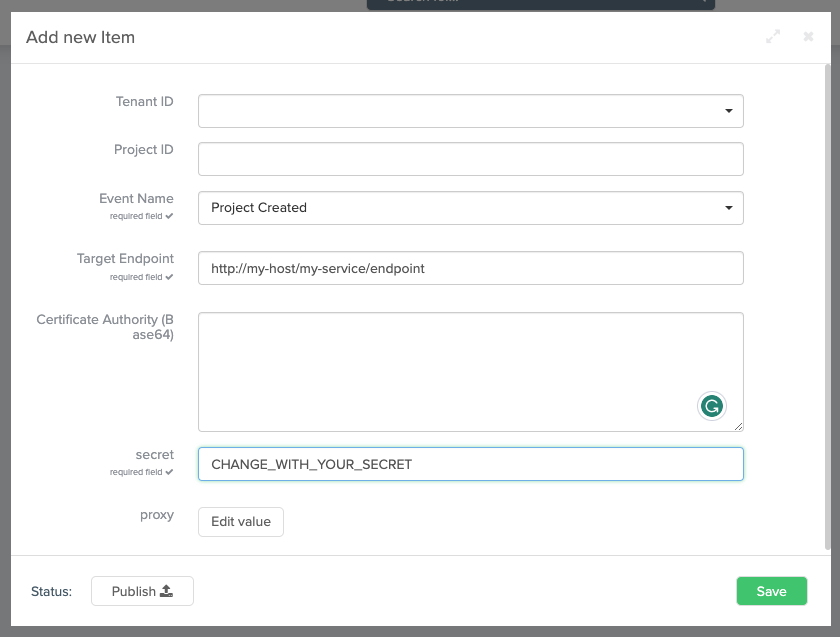 Add new Item
Tenant ID
Project ID
Event Name
required field
Project Created
Target Endpoint
required field
http://my-host/my-service/endpoint
Certificate Authority (B
ase64)
secret
required field
CHANGE_WITH_YOUR_SECRET
proxy
Edit value
Status:
Publish
Save